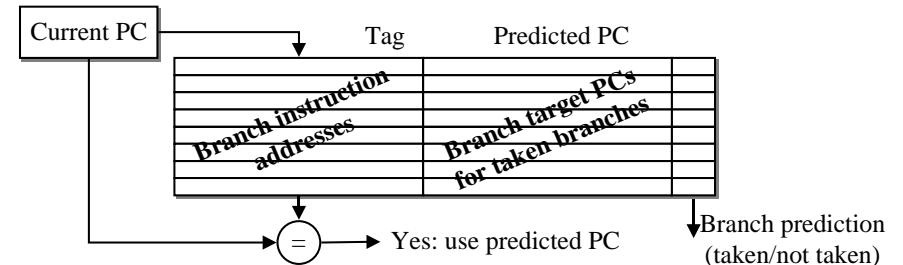 Current PC
Tag
Predicted PC
Branch instruction
addresses
Branch target PCs
for taken branches
=
Yes: use predicted PC
Branch prediction
(taken/not taken)